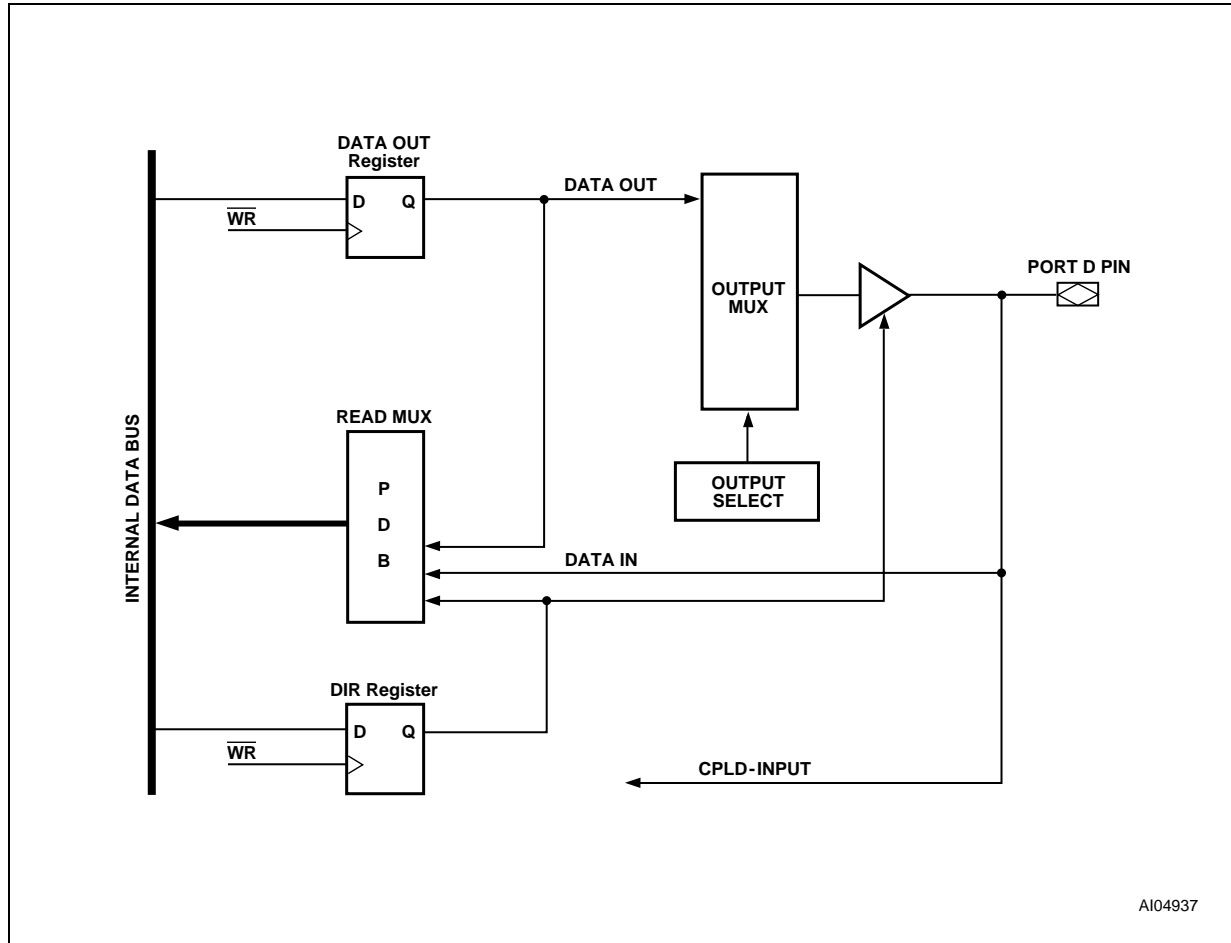 DATA OUT
Register
D Q
WR
DATA OUT
OUTPUT
MUX
PORT D PIN
INTERNAL DATA BUS
READ MUX
P
D
B
OUTPUT
SELECT
DATA IN
DIR Register
D Q
WR
CPLD-INPUT
AI04937